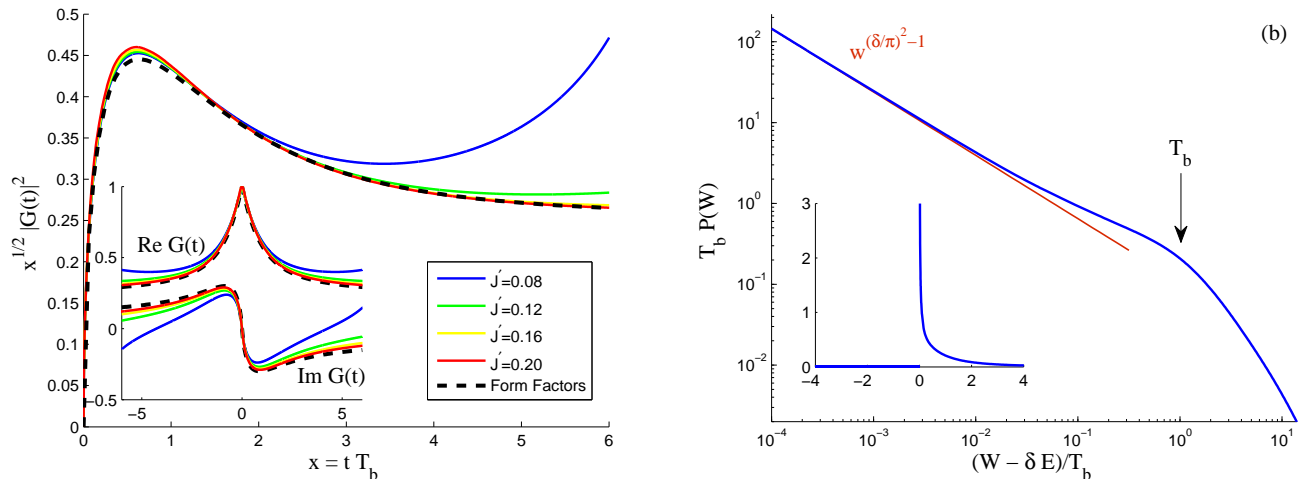 0.5
0.45
0.4
0.35
0.3
0.25
0.2
0.15
0.1
0.05
0
x^{1/2} |G(t)|^2
0 1 2 3 4 5 6
x = t T_b
1
0.5
0
−0.5
−5 0 5
Re G(t)
Im G(t)
J'=0.08
J'=0.12
J'=0.16
J'=0.20
Form Factors
(b)
w^{(δ/π)^2−1}
T_b
10^2
10^1
10^0
10^{−1}
10^{−2}
T_b P(W)
3
2
1
0
−4 −2 0 2 4
10^{−4} 10^{−3} 10^{−2} 10^{−1} 10^0 10^1
(W − δ E)/T_b